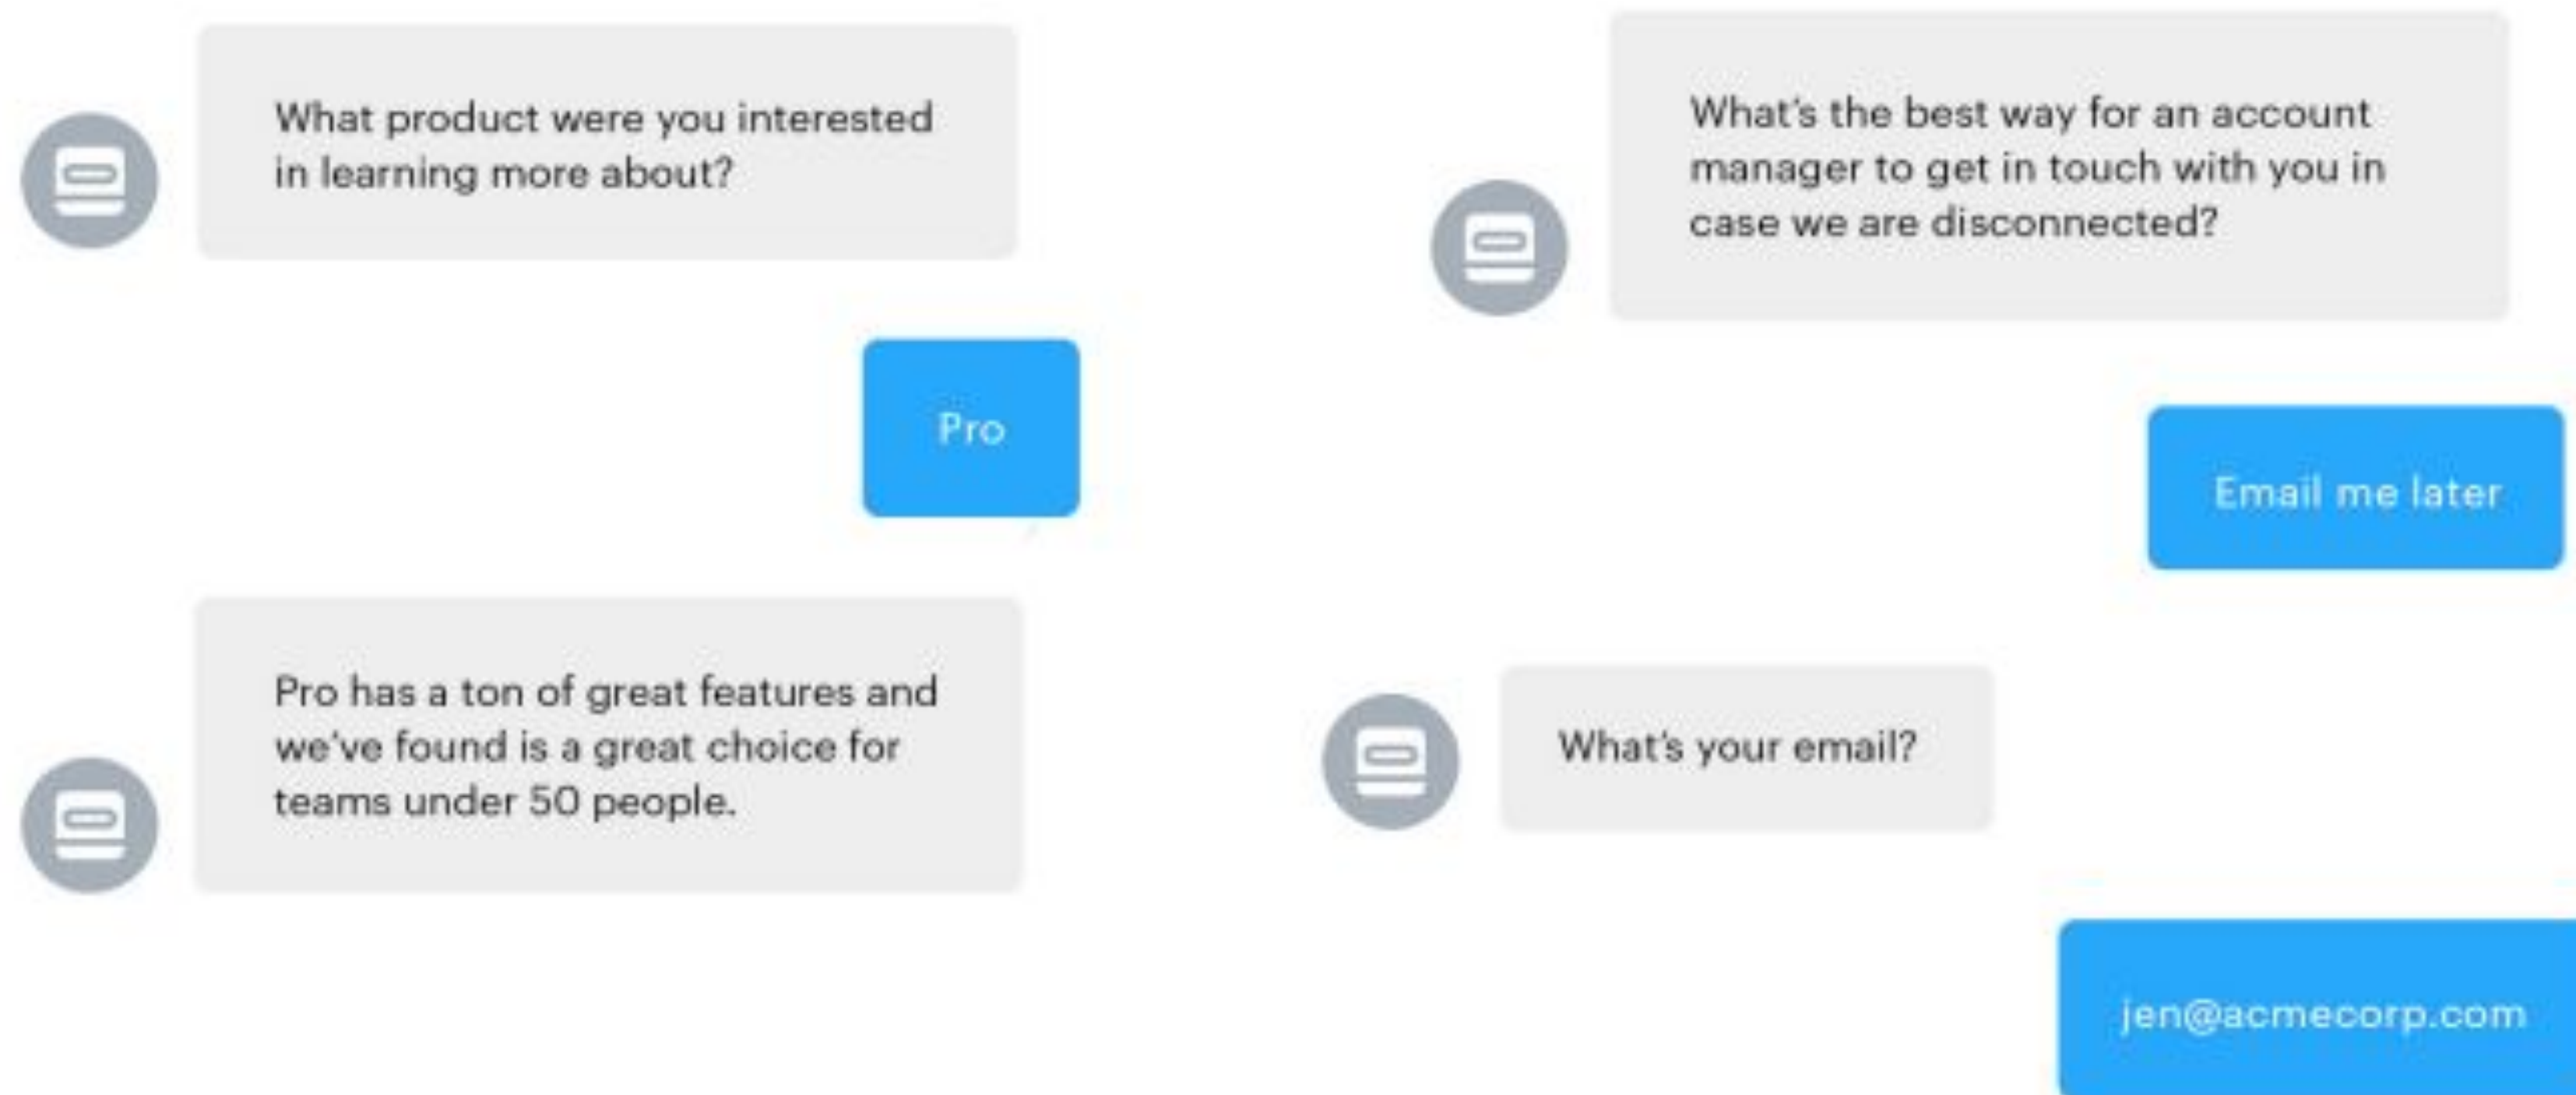 What product were you interested
in learning more about?
Pro
Pro has a ton of great features and
we've found is a great choice for
teams under 50 people.
What's the best way for an account
manager to get in touch with you in
case we are disconnected?
Email me later
What's your email?
jen@acmecorp.com